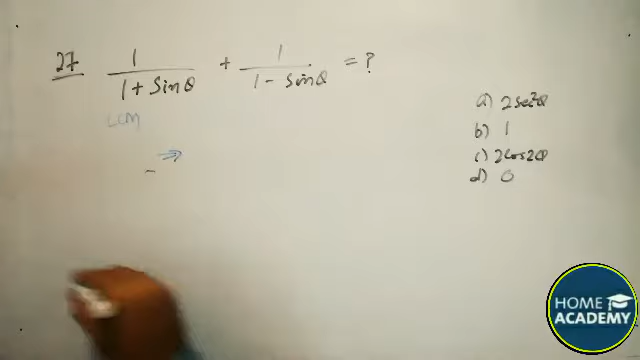 27 1/(1 + Sinθ) + 1/(1 - Sinθ) = ?
LCM
⇒
a) 2Sec²θ
b) 1
c) 2Cos2θ
d) 0
HOME ACADEMY